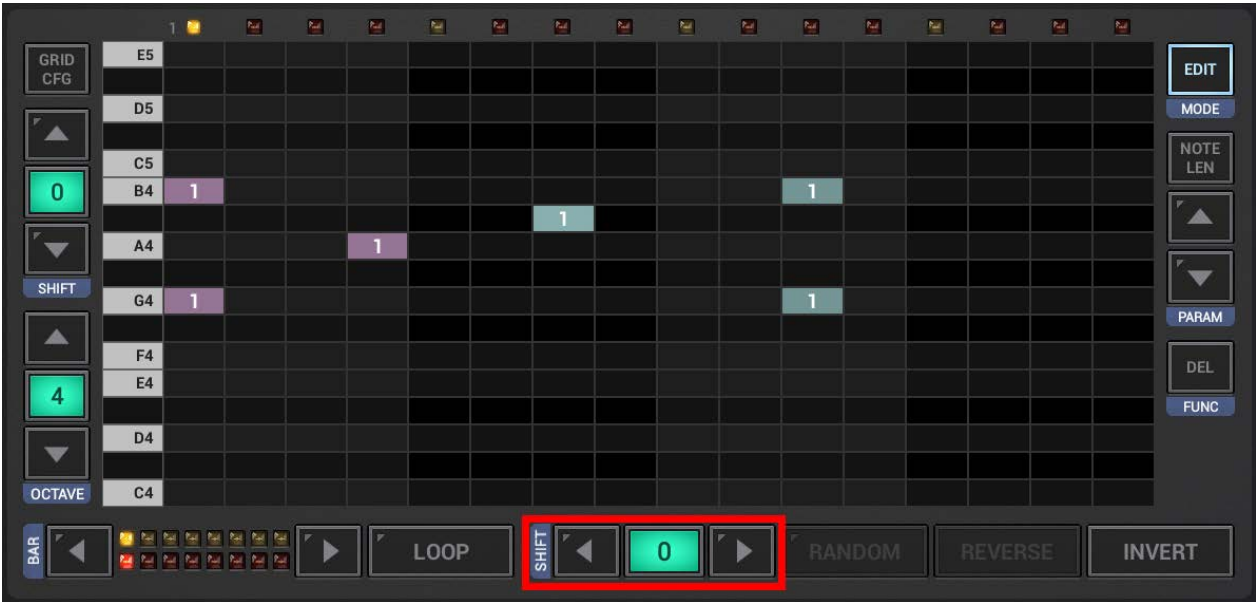 1
GRID
CFG
0
SHIFT
4
OCTAVE
E5
D5
C5
B4
A4
G4
F4
E4
D4
C4
1
1
1
1
1
1
EDIT
MODE
NOTE
LEN
PARAM
DEL
FUNC
BAR
LOOP
SHIFT
0
RANDOM
REVERSE
INVERT